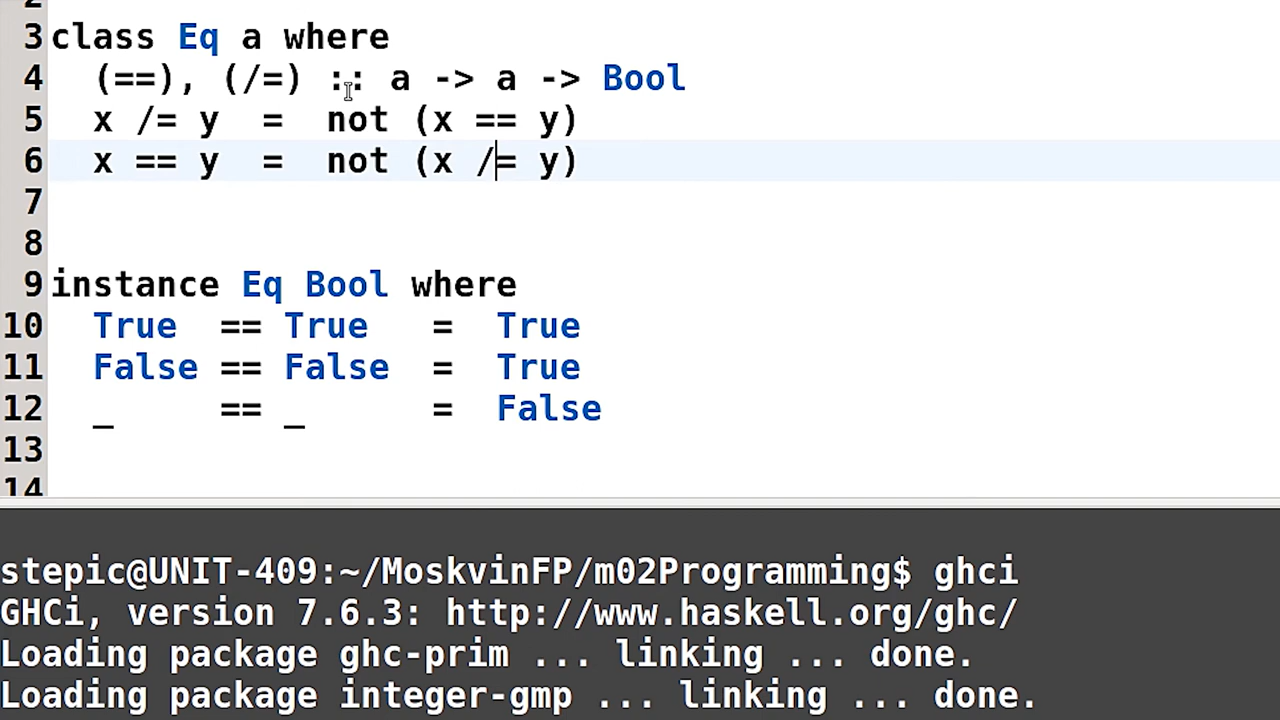 3 class Eq a where
4 (==), (/=) :: a -> a -> Bool
5 x /= y = not (x == y)
6 x == y = not (x /= y)
7
8
9 instance Eq Bool where
10 True == True = True
11 False == False = True
12 _ == _ = False
13
14
stepic@UNIT-409:~/MoskvinFP/m02Programming$ ghci
GHCi, version 7.6.3: http://www.haskell.org/ghc/
Loading package ghc-prim ... linking ... done.
Loading package integer-gmp ... linking ... done.